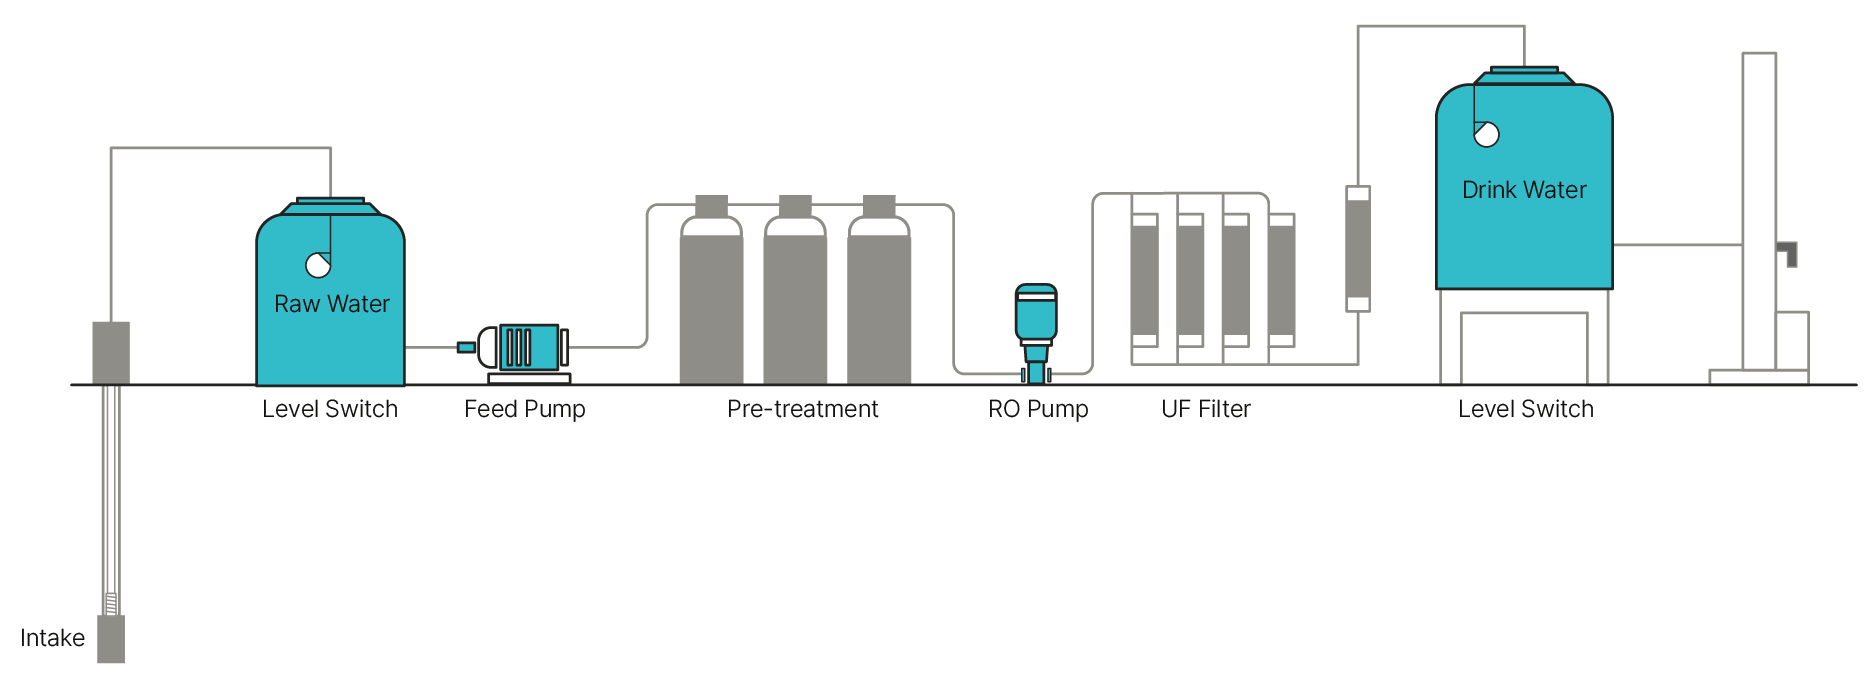 Raw Water
Drink Water
Level Switch
Feed Pump
Pre-treatment
RO Pump
UF Filter
Level Switch
Intake